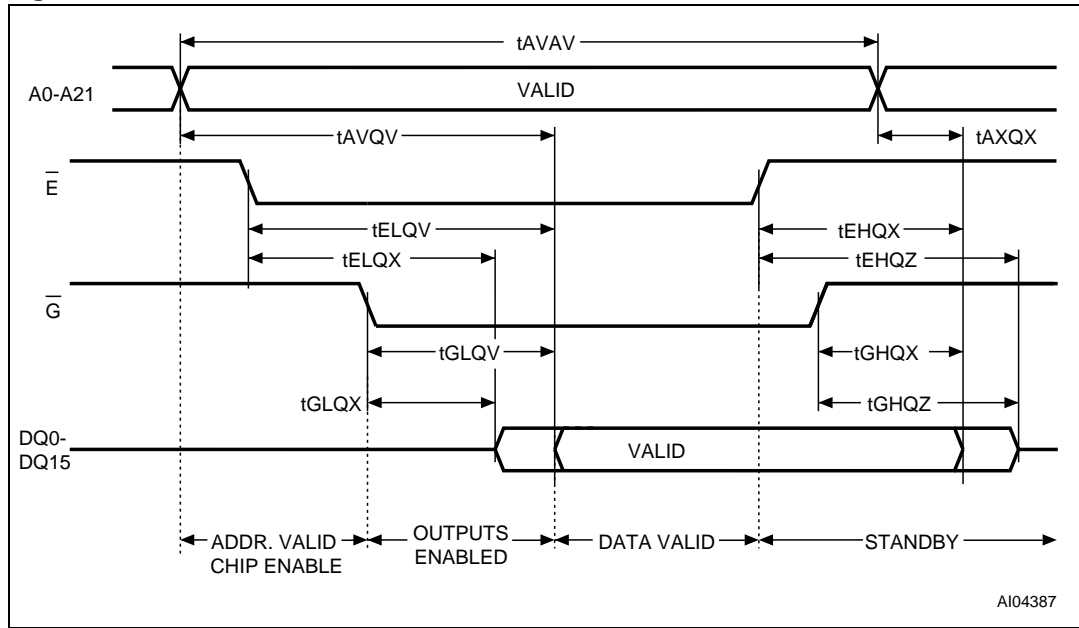 tAVAV
A0-A21
VALID
tAVQV
tAXQX
E
tELQV
tEHQX
tELQX
tEHQZ
G
tGLQV
tGHQX
tGLQX
tGHQZ
DQ0-
DQ15
VALID
ADDR. VALID
CHIP ENABLE
OUTPUTS
ENABLED
DATA VALID
STANDBY
AI04387